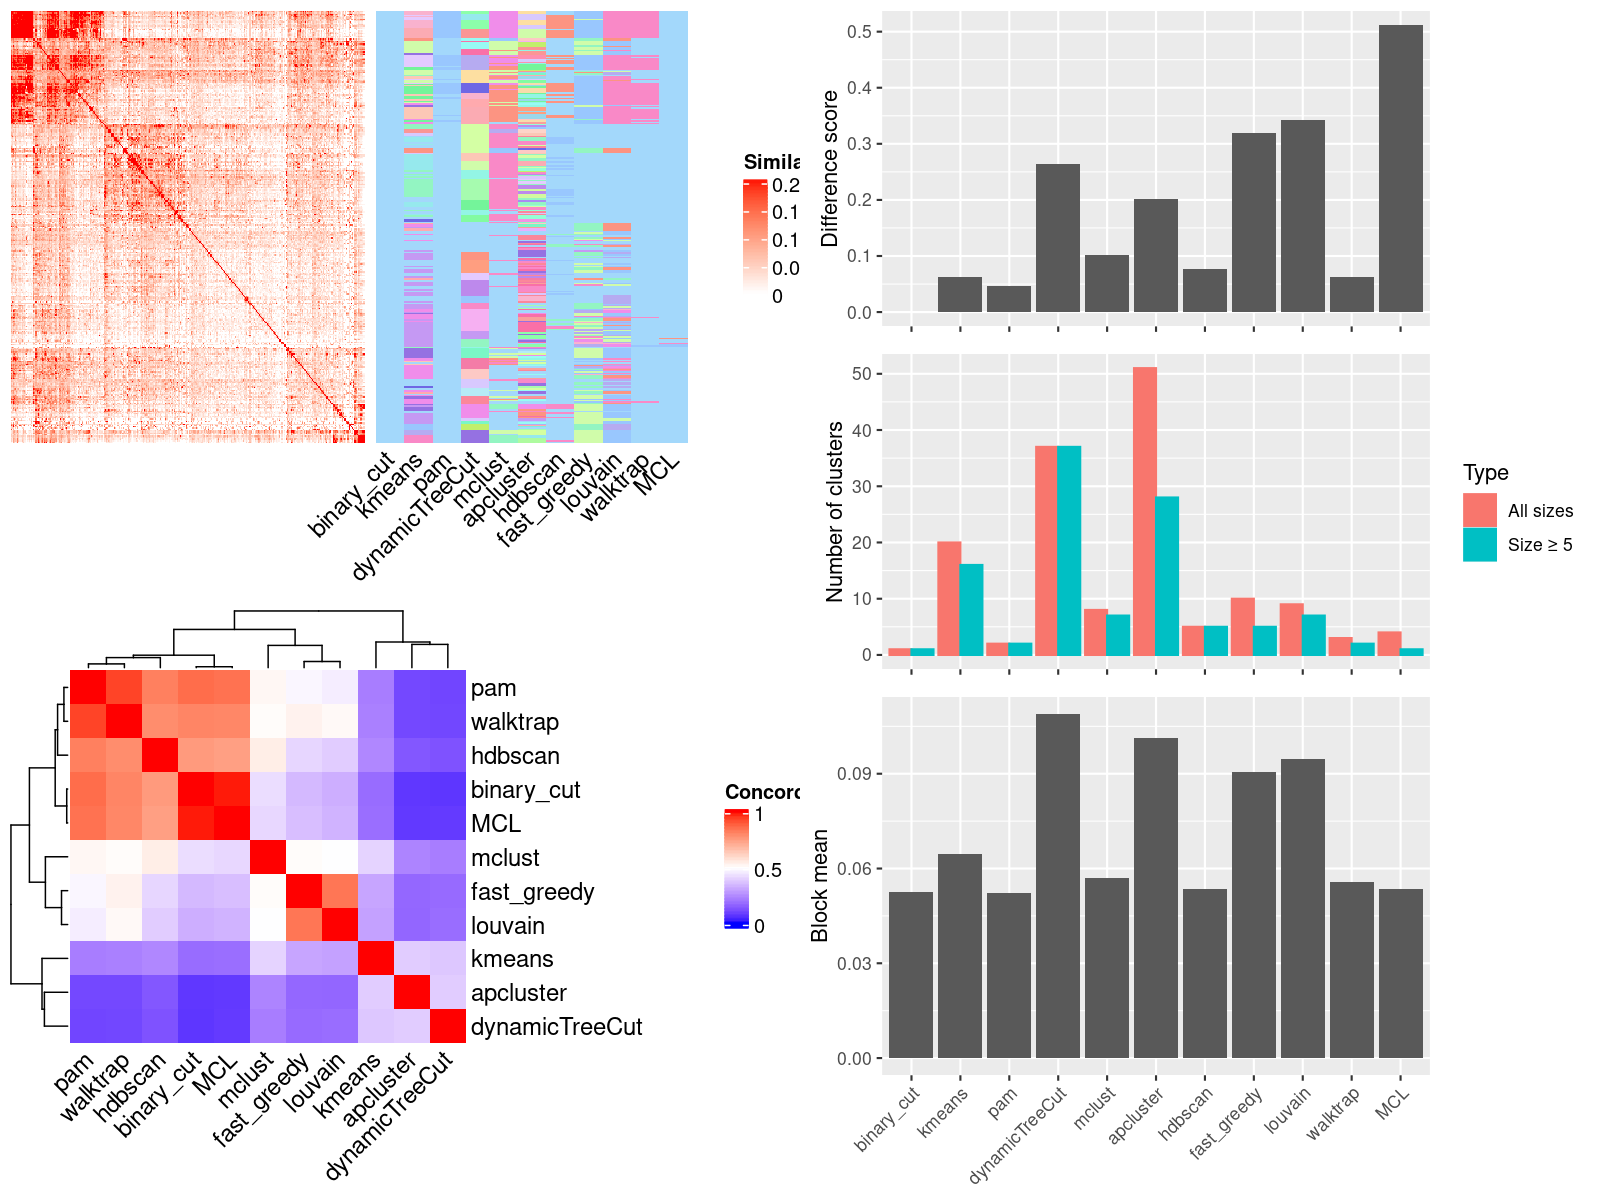 Simila
0.2
0.1
0.1
0.0
0
binary_cut
kmeans
pam
dynamicTreeCut
mclust
apcluster
hdbscan
fast_greedy
louvain
walktrap
MCL
pam
walktrap
hdbscan
binary_cut
MCL
mclust
fast_greedy
louvain
kmeans
apcluster
dynamicTreeCut
pam
walktrap
hdbscan
binary_cut
MCL
mclust
fast_greedy
louvain
kmeans
apcluster
dynamicTreeCut
Concord
1
0.5
0
Difference score
0.5
0.4
0.3
0.2
0.1
0.0
Number of clusters
50
40
30
20
10
0
Type
All sizes
Size ≥ 5
Block mean
0.09
0.06
0.03
0.00
binary_cut
kmeans
pam
dynamicTreeCut
mclust
apcluster
hdbscan
fast_greedy
louvain
walktrap
MCL